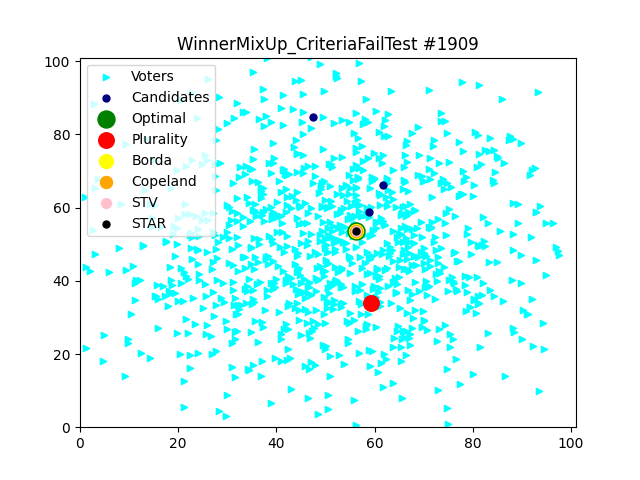 WinnerMixUp_CriteriaFailTest #1909
100
80
60
40
20
0
0 20 40 60 80 100
Voters
Candidates
Optimal
Plurality
Borda
Copeland
STV
STAR